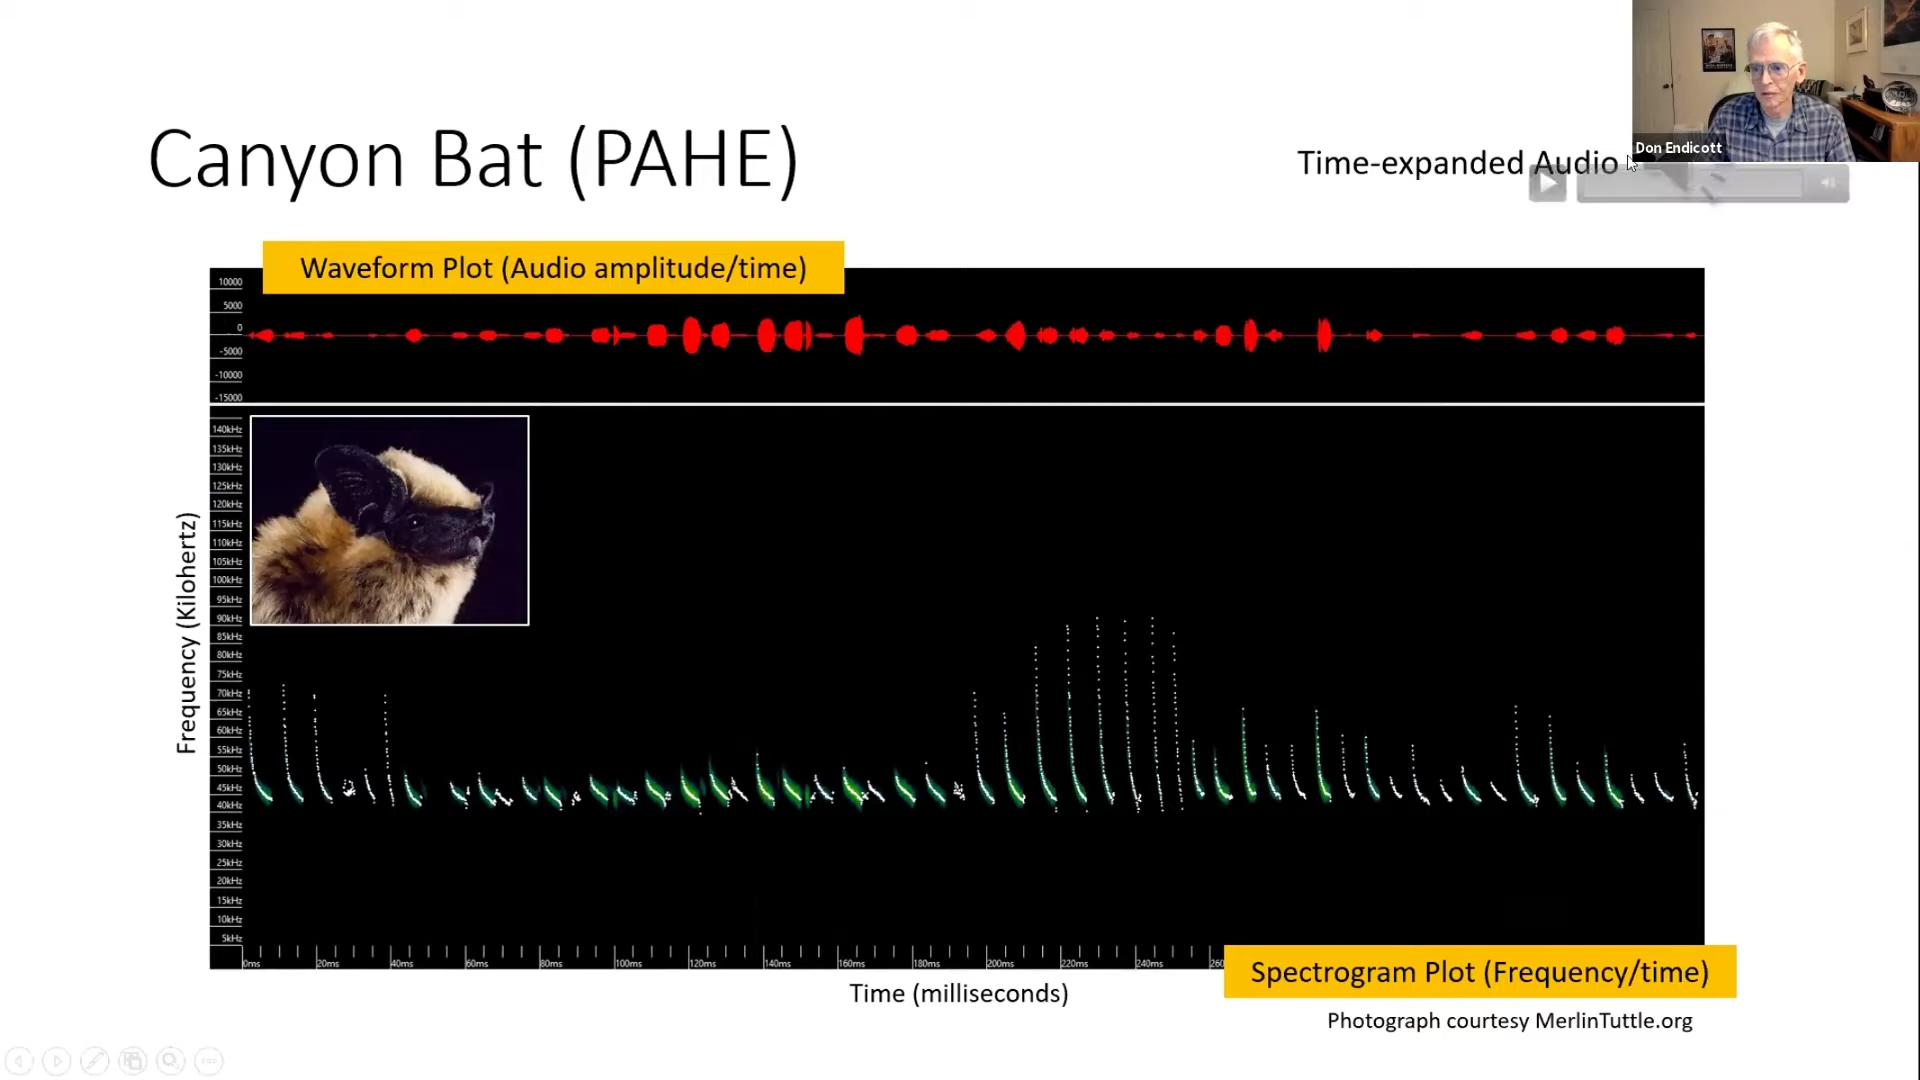 Don Endicott
Canyon Bat (PAHE)
Time-expanded Audio
Waveform Plot (Audio amplitude/time)
10000
5000
0
-5000
-10000
-15000
Frequency (Kilohertz)
140kHz
135kHz
130kHz
125kHz
120kHz
115kHz
110kHz
105kHz
100kHz
95kHz
90kHz
85kHz
80kHz
75kHz
70kHz
65kHz
60kHz
55kHz
50kHz
45kHz
40kHz
35kHz
30kHz
25kHz
20kHz
15kHz
10kHz
5kHz
0ms 20ms 40ms 60ms 80ms 100ms 120ms 140ms 160ms 180ms 200ms 220ms 240ms 260
Spectrogram Plot (Frequency/time)
Time (milliseconds)
Photograph courtesy MerlinTuttle.org